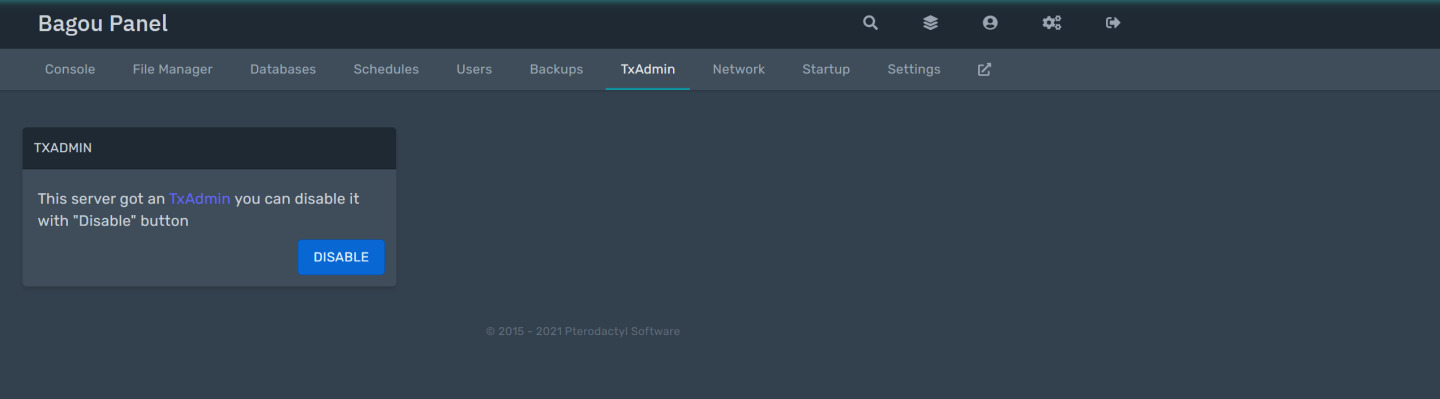 Bagou Panel
Console File Manager Databases Schedules Users Backups TxAdmin Network Startup Settings
TXADMIN
This server got an TxAdmin you can disable it
with "Disable" button
DISABLE
© 2015 - 2021 Pterodactyl Software